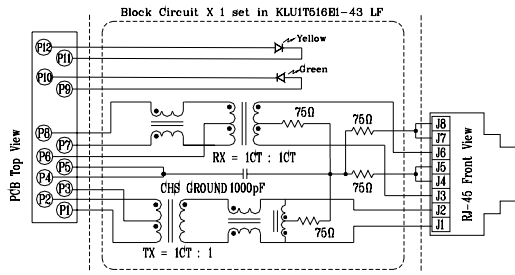 Block Circuit X 1 set in KLU1T516E1-43 LF
P12
Yellow
P11
P10
Green
P9
75Ω
75Ω
P8
J8
P7
J7
P6
RX = 1CT : 1CT
J6
P5
75Ω
J5
P4
CHS GROUND
1000pF
J4
P3
J3
P2
J2
P1
75Ω
J1
TX = 1CT : 1
PCB Top View
RJ-45 Front View